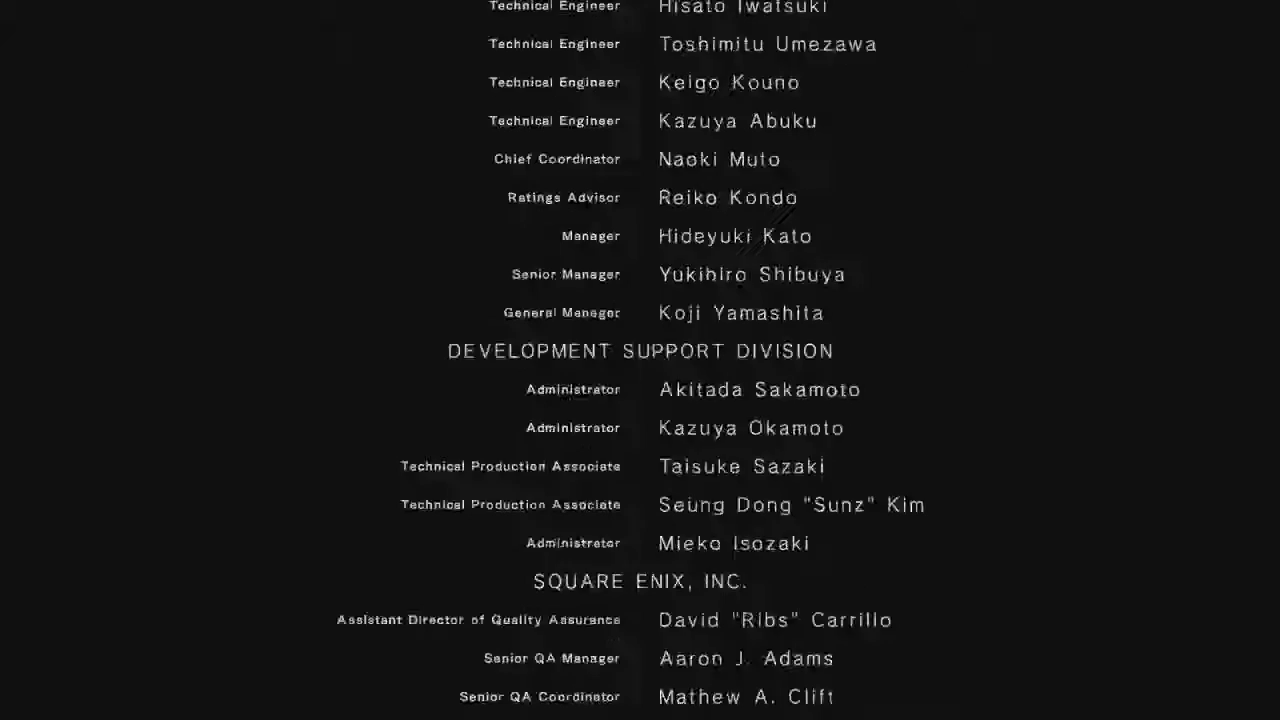 Technical Engineer Hisato Iwatsuki
Technical Engineer Toshimitu Umezawa
Technical Engineer Keigo Kouno
Technical Engineer Kazuya Abuku
Chief Coordinator Naoki Muto
Ratings Advisor Reiko Kondo
Manager Hideyuki Kato
Senior Manager Yukihiro Shibuya
General Manager Koji Yamashita
DEVELOPMENT SUPPORT DIVISION
Administrator Akitada Sakamoto
Administrator Kazuya Okamoto
Technical Production Associate Taisuke Sazaki
Technical Production Associate Seung Dong "Sunz" Kim
Administrator Mieko Isozaki
SQUARE ENIX, INC.
Assistant Director of Quality Assurance David "Ribs" Carrillo
Senior QA Manager Aaron J. Adams
Senior QA Coordinator Mathew A. Clift